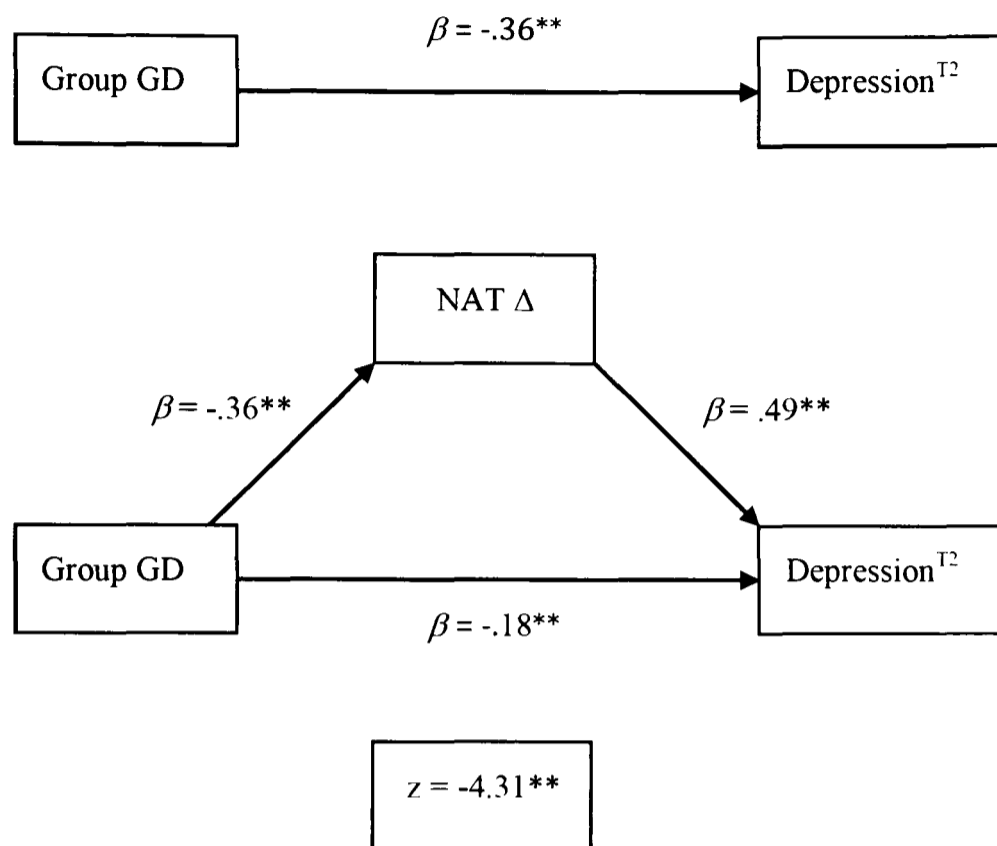 β = -.36**
Group GD
Depression^T2
NAT Δ
β = -.36**
β = .49**
Group GD
Depression^T2
β = -.18**
z = -4.31**